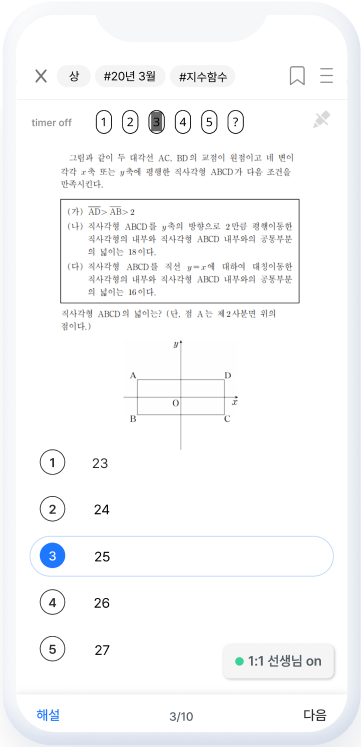 상
#20년 3월
#지수함수
timer off
1 2 3 4 5 ?
그림과 같이 두 대각선 AC, BD의 교점이 원점이고 네 변이
각각 x축 또는 y축에 평행한 직사각형 ABCD가 다음 조건을
만족시킨다.
(가) AD > AB > 2
(나) 직사각형 ABCD를 y축의 방향으로 2만큼 평행이동한
직사각형의 내부와 직사각형 ABCD 내부와의 공통부분
의 넓이는 18이다.
(다) 직사각형 ABCD를 직선 y=x에 대하여 대칭이동한
직사각형의 내부와 직사각형 ABCD 내부와의 공통부분
의 넓이는 16이다.
직사각형 ABCD의 넓이는? (단, 점 A는 제2사분면 위의
점이다.)
y
A D
O x
B C
1 23
2 24
3 25
4 26
5 27
1:1 선생님 on
해설 3/10 다음